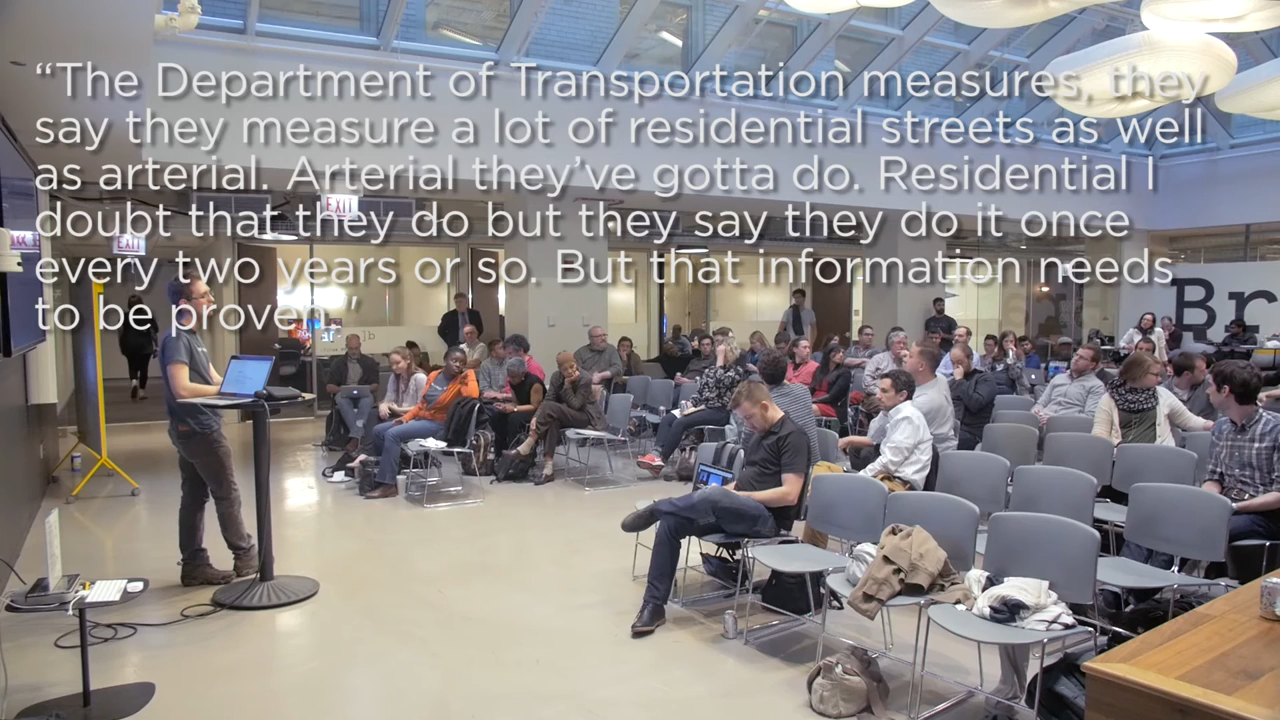 “The Department of Transportation measures, they
say they measure a lot of residential streets as well
as arterial. Arterial they’ve gotta do. Residential I
doubt that they do but they say they do it once
every two years or so. But that information needs
to be proven.”
EXIT
EXIT
Br